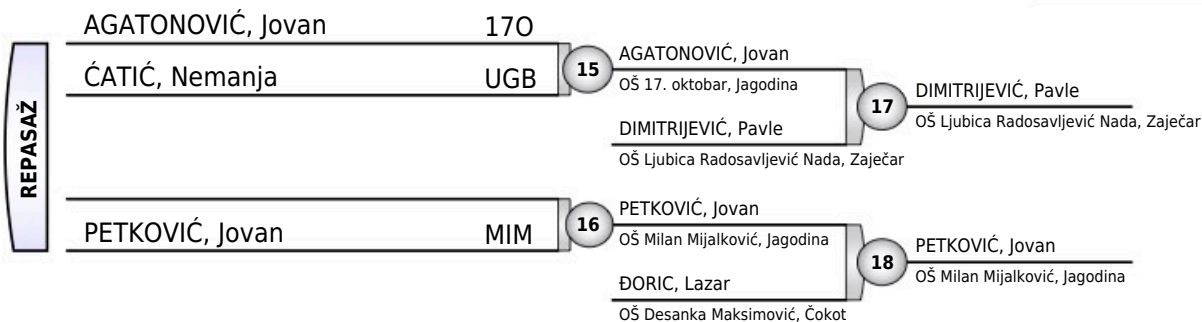 REPASAŽ
AGATONOVIĆ, Jovan 17O
ĆATIĆ, Nemanja UGB
15
AGATONOVIĆ, Jovan
OŠ 17. oktobar, Jagodina
DIMITRIJEVIĆ, Pavle
OŠ Ljubica Radosavljević Nada, Zaječar
17
DIMITRIJEVIĆ, Pavle
OŠ Ljubica Radosavljević Nada, Zaječar
PETKOVIĆ, Jovan MIM
16
PETKOVIĆ, Jovan
OŠ Milan Mijalković, Jagodina
ĐORIC, Lazar
OŠ Desanka Maksimović, Čokot
18
PETKOVIĆ, Jovan
OŠ Milan Mijalković, Jagodina